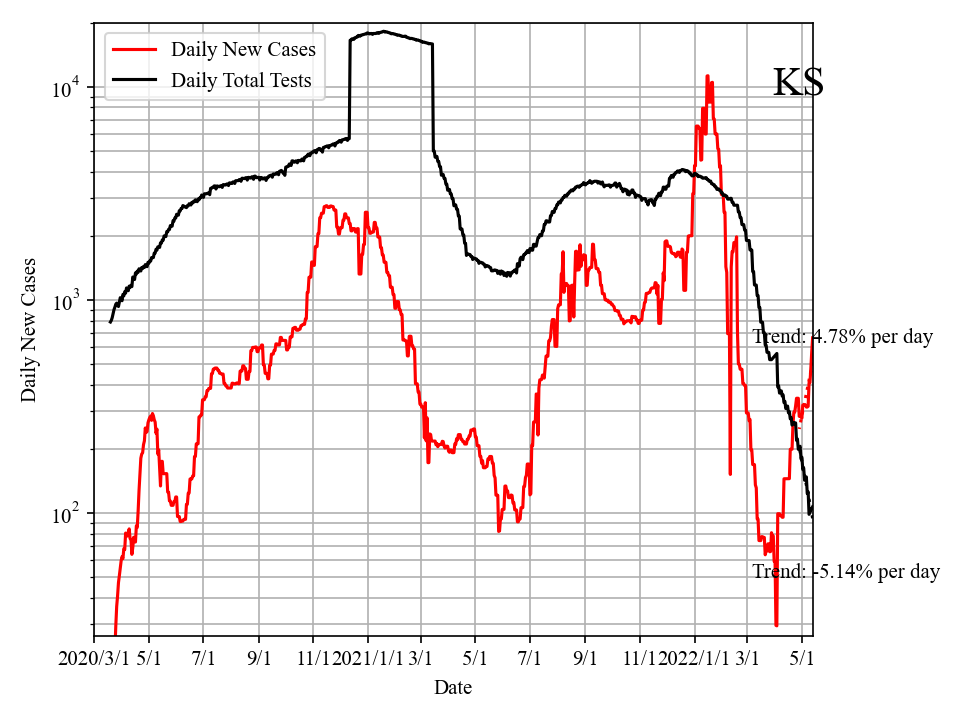 Daily New Cases
Daily Total Tests
KS
10^4
10^3
10^2
Daily New Cases
Trend: 4.78% per day
Trend: -5.14% per day
2020/3/1 5/1 7/1 9/1 11/1 2021/1/1 3/1 5/1 7/1 9/1 11/1 2022/1/1 3/1 5/1
Date